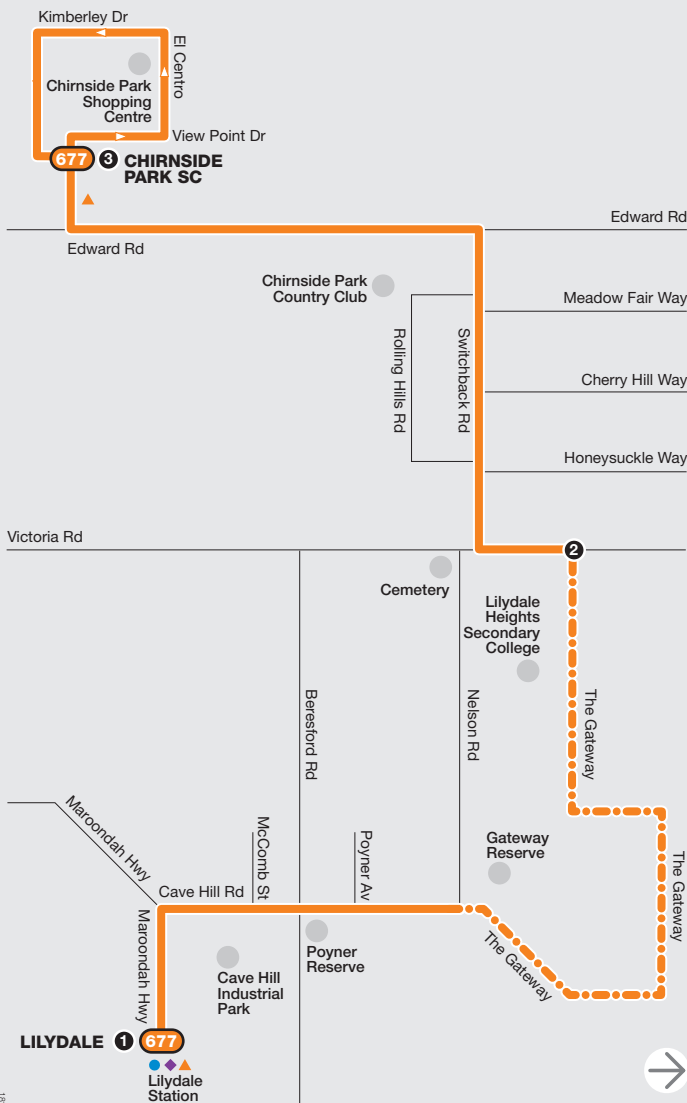 Kimberley Dr
El Centro
Chirnside Park
Shopping
Centre
View Point Dr
677 3 CHIRNSIDE
PARK SC
Edward Rd
Edward Rd
Chirnside Park
Country Club
Meadow Fair Way
Rolling Hills Rd
Switchback Rd
Cherry Hill Way
Honeysuckle Way
Victoria Rd
2
Cemetery
Lilydale
Heights
Secondary
College
Beresford Rd
Nelson Rd
The Gateway
Maroondah Hwy
McComb St
Poyner Av
Gateway
Reserve
The Gateway
Cave Hill Rd
Maroondah Hwy
Poyner
Reserve
The Gateway
Cave Hill
Industrial
Park
LILYDALE 1 677
Lilydale
Station